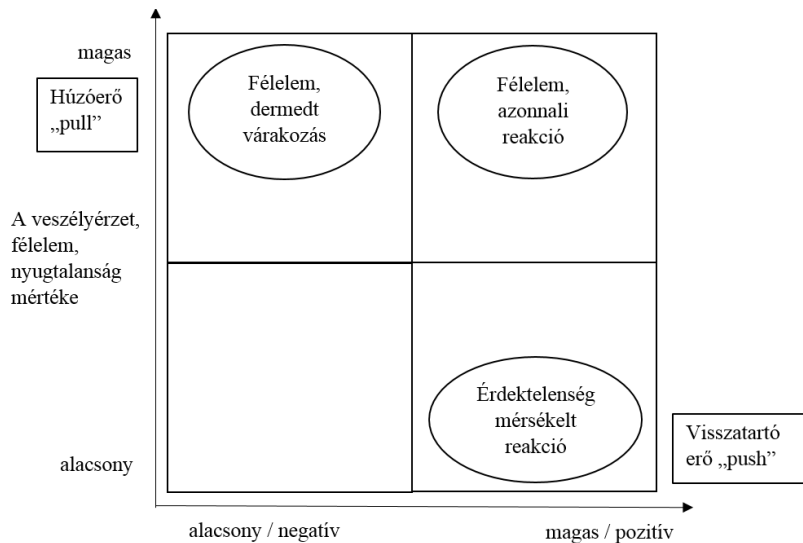 magas
Húzóerő
„pull”
Félelem,
dermedt
várakozás
Félelem,
azonnali
reakció
A veszélyérzet,
félelem,
nyugtalanság
mértéke
Érdektelenség
mérsékelt
reakció
Visszatartó
erő „push”
alacsony
alacsony / negatív
magas / pozitív